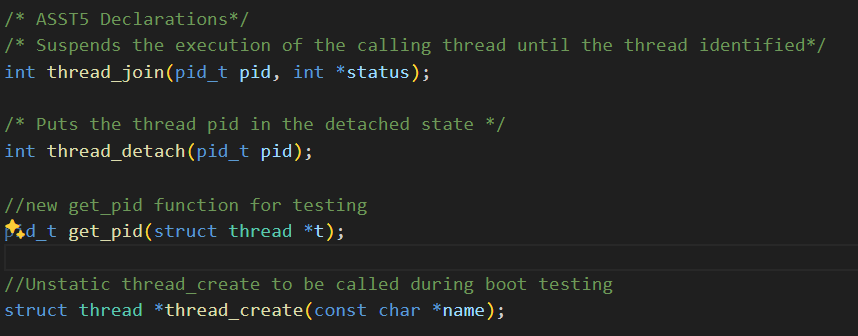 /* ASST5 Declarations*/
/* Suspends the execution of the calling thread until the thread identified*/
int thread_join(pid_t pid, int *status);
/* Puts the thread pid in the detached state */
int thread_detach(pid_t pid);
//new get_pid function for testing
pid_t get_pid(struct thread *t);
//Unstatic thread_create to be called during boot testing
struct thread *thread_create(const char *name);